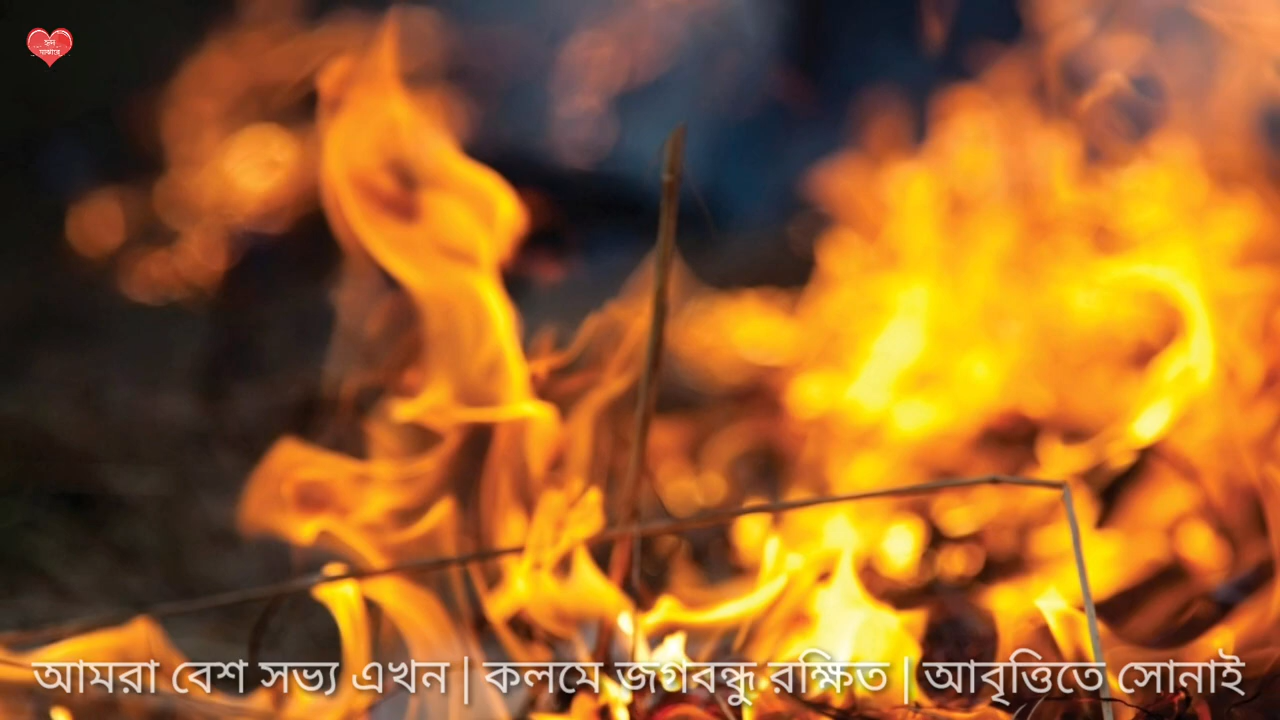 আমরা বেশ সভ্য এখন | কলমে জগবন্ধু রক্ষিত | আবৃত্তিতে সোনাই